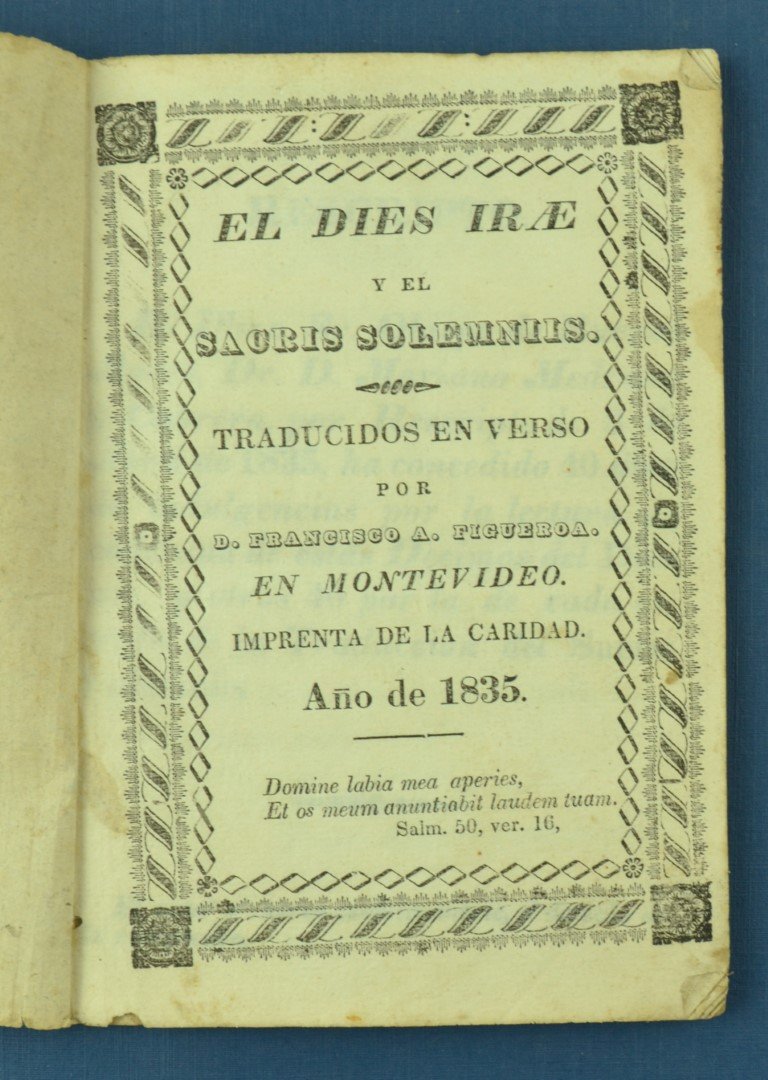 EL DIES IRÆ
Y EL
SACRIS SOLEMNIIS.
TRADUCIDOS EN VERSO
POR
D. FRANCISCO A. FIGUEROA.
EN MONTEVIDEO.
IMPRENTA DE LA CARIDAD.
Año de 1835.
Domine labia mea aperies,
Et os meum anuntiabit laudem tuam.
Salm. 50, ver. 16,